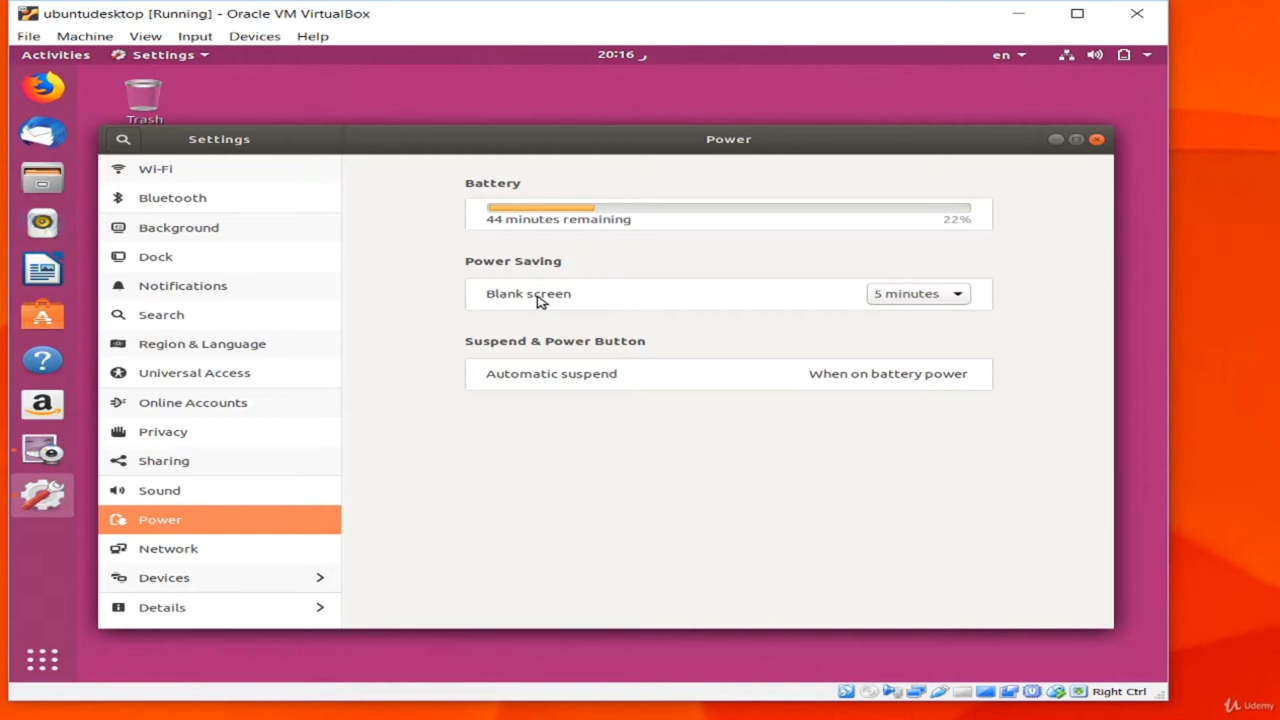 ubuntudesktop [Running] - Oracle VM VirtualBox
File Machine View Input Devices Help
Activities Settings 20:16 ر en
Trash
Settings Power
Wi-Fi
Bluetooth
Background
Dock
Notifications
Search
Region & Language
Universal Access
Online Accounts
Privacy
Sharing
Sound
Power
Network
Devices
Details
Battery
44 minutes remaining 22%
Power Saving
Blank screen 5 minutes
Suspend & Power Button
Automatic suspend When on battery power
Right Ctrl
Udemy